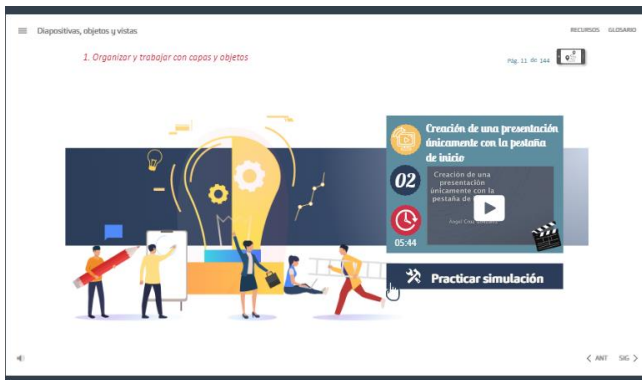 Diapositivas, objetos y vistas
RECURSOS GLOSARIO
1. Organizar y trabajar con capas y objetos
Pág. 11 de 144
Creación de una presentación
únicamente con la pestaña
de inicio
02
Creación de una
presentación
únicamente con la
pestaña de
05:44
Practicar simulación
ANT SIG